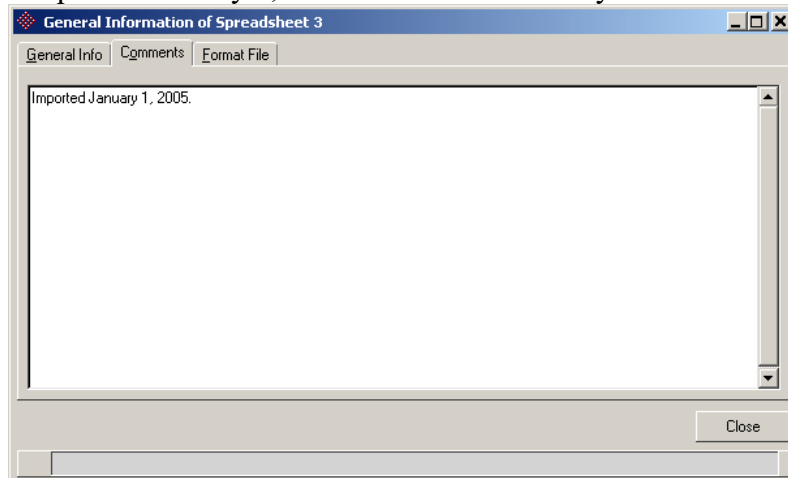 General Information of Spreadsheet 3
General Info Comments Format File
Imported January 1, 2005.
Close